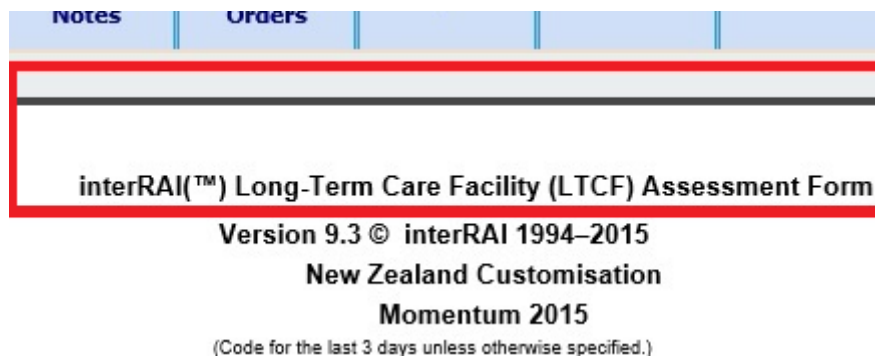 Notes Orders
interRAI(™) Long-Term Care Facility (LTCF) Assessment Form
Version 9.3 © interRAI 1994–2015
New Zealand Customisation
Momentum 2015
(Code for the last 3 days unless otherwise specified.)